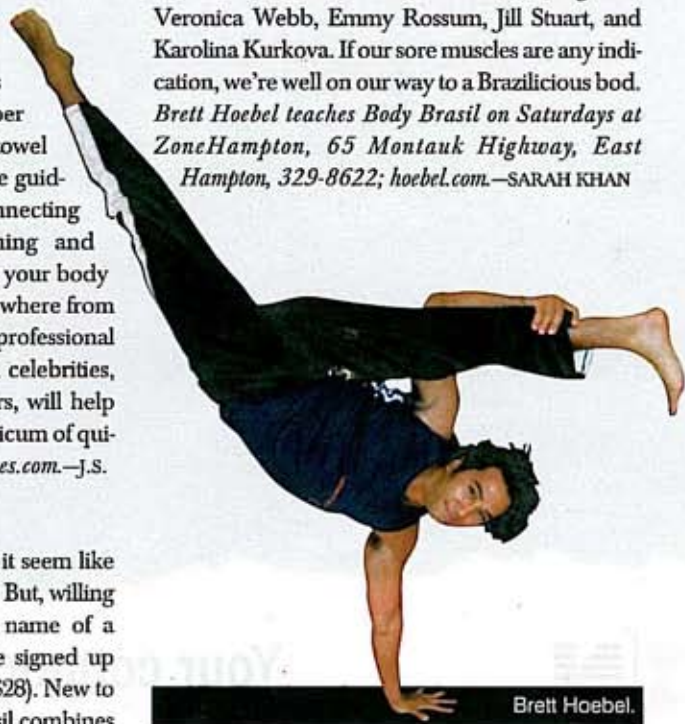 per
owel
e guid-
nnecting
ning and
your body
where from
professional
celebrities,
rs, will help
icum of qui-
es.com.—J.S.
it seem like
But, willing
name of a
e signed up
$28). New to
sil combines
Veronica Webb, Emmy Rossum, Jill Stuart, and
Karolina Kurkova. If our sore muscles are any indi-
cation, we're well on our way to a Brazilicious bod.
Brett Hoebel teaches Body Brasil on Saturdays at
ZoneHampton, 65 Montauk Highway, East
Hampton, 329-8622; hoebel.com.—SARAH KHAN
Brett Hoebel.